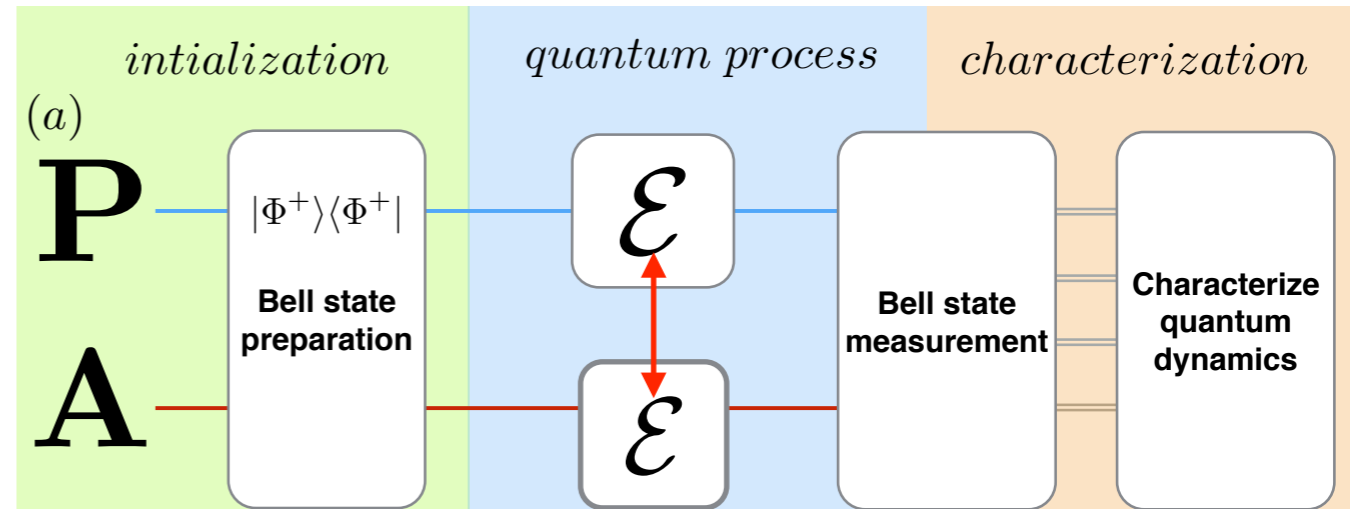 intialization
quantum process
characterization
(a)
P
|Φ⁺⟩⟨Φ⁺|
Bell state
preparation
ℰ
Bell state
measurement
Characterize
quantum
dynamics
A
ℰ